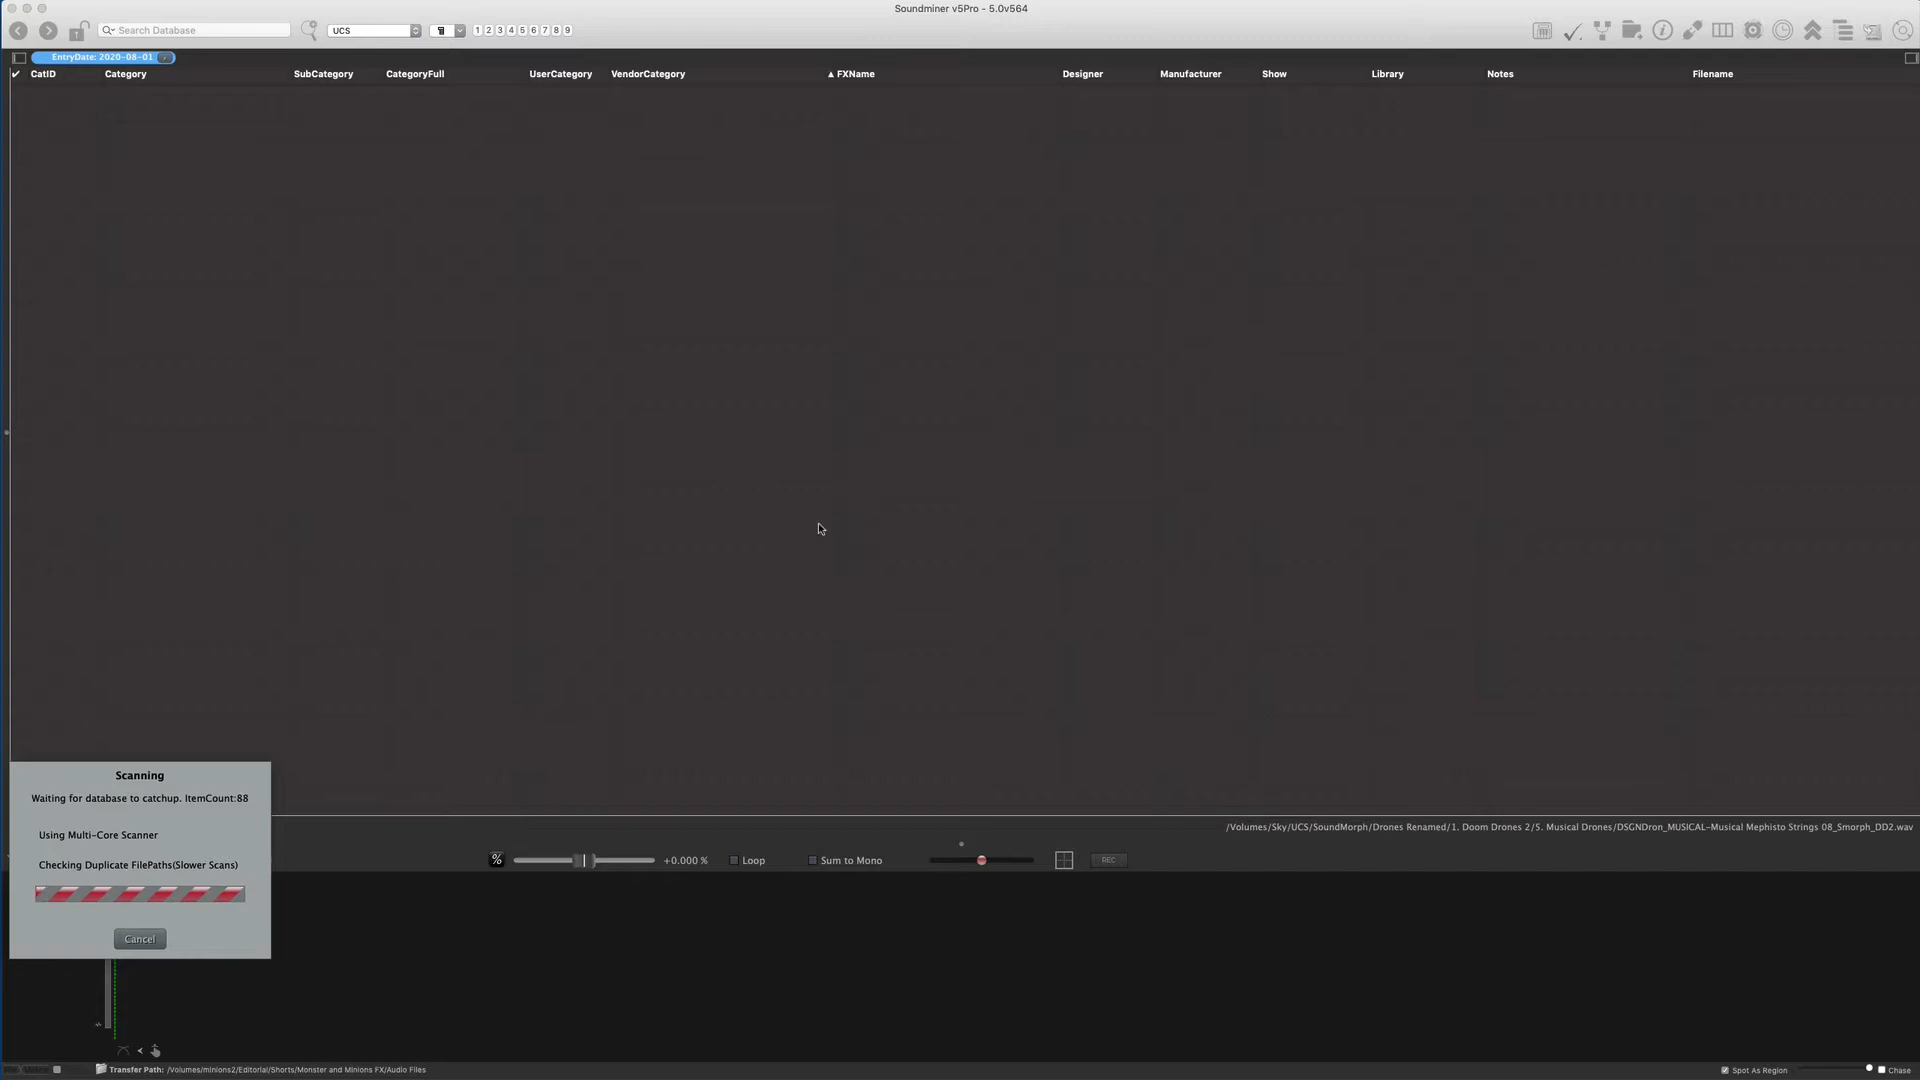 Soundminer v5Pro - 5.0v564
Search Database
UCS
1 2 3 4 5 6 7 8 9
EntryDate: 2020-08-01
✓ CatID Category SubCategory CategoryFull UserCategory VendorCategory ▲ FXName Designer Manufacturer Show Library Notes Filename
Scanning
Waiting for database to catchup. ItemCount:88
Using Multi-Core Scanner
Checking Duplicate FilePaths(Slower Scans)
Cancel
/Volumes/Sky/UCS/SoundMorph/Drones Renamed/1. Doom Drones 2/5. Musical Drones/DSGNDron_MUSICAL-Musical Mephisto Strings 08_Smorph_DD2.wav
% +0.000 % Loop Sum to Mono REC
Transfer Path: /Volumes/minions2/Editorial/Shorts/Monster and Minions FX/Audio Files
Spot As Region Chase